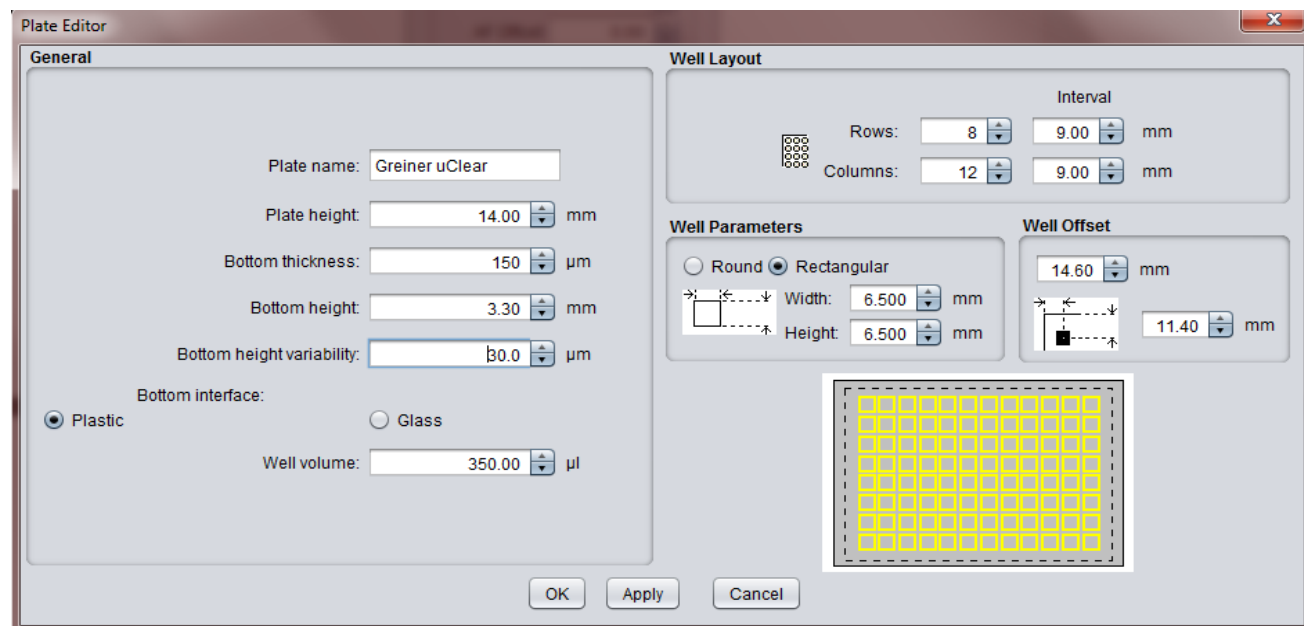 Plate Editor
General
Plate name: Greiner uClear
Plate height: 14.00 mm
Bottom thickness: 150 µm
Bottom height: 3.30 mm
Bottom height variability: 30.0 µm
Bottom interface:
Plastic Glass
Well volume: 350.00 µl
Well Layout
Interval
Rows: 8 9.00 mm
Columns: 12 9.00 mm
Well Parameters
Round Rectangular
Width: 6.500 mm
Height: 6.500 mm
Well Offset
14.60 mm
11.40 mm
OK Apply Cancel